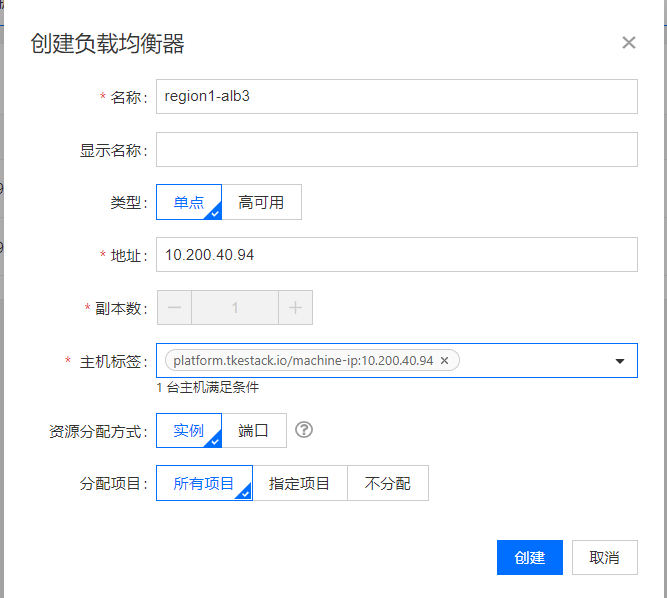 创建负载均衡器
* 名称: region1-alb3
显示名称:
类型: 单点 高可用
* 地址: 10.200.40.94
* 副本数: 1
* 主机标签: platform.tkestack.io/machine-ip:10.200.40.94
1 台主机满足条件
资源分配方式: 实例 端口
分配项目: 所有项目 指定项目 不分配
创建 取消